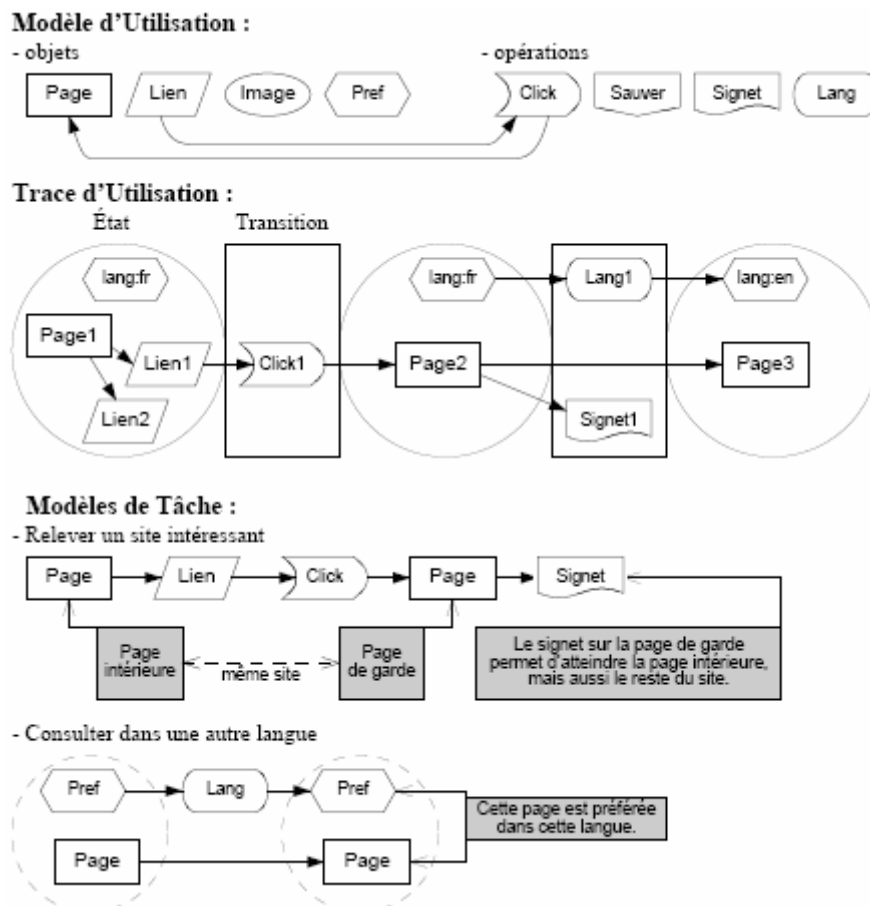 Modèle d'Utilisation :
- objets
- opérations
Page
Lien
Image
Pref
Click
Sauver
Signet
Lang
Trace d'Utilisation :
État
Transition
lang:fr
lang:fr
Lang1
lang:en
Page1
Lien1
Click1
Page2
Page3
Lien2
Signet1
Modèles de Tâche :
- Relever un site intéressant
Page
Lien
Click
Page
Signet
Page
intérieure
même site
Page
de garde
Le signet sur la page de garde
permet d'atteindre la page intérieure,
mais aussi le reste du site.
- Consulter dans une autre langue
Pref
Lang
Pref
Cette page est préférée
dans cette langue.
Page
Page